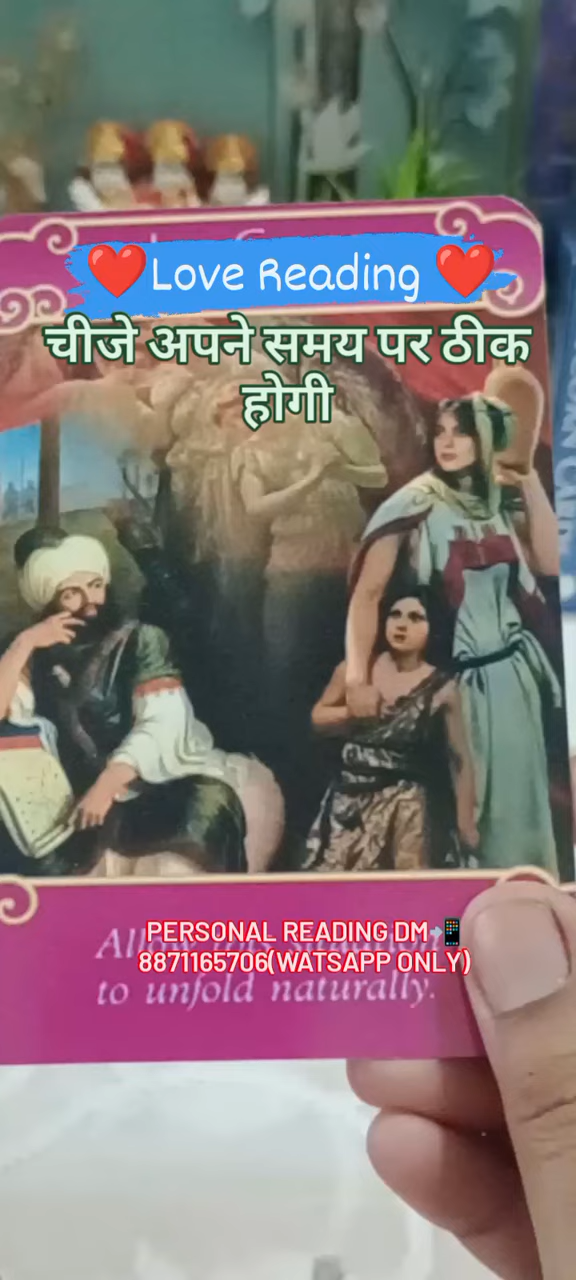 ❤️Love Reading ❤️
चीजे अपने समय पर ठीक
होगी
PERSONAL READING DM📲
8871165706(WATSAPP ONLY)
to unfold naturally.